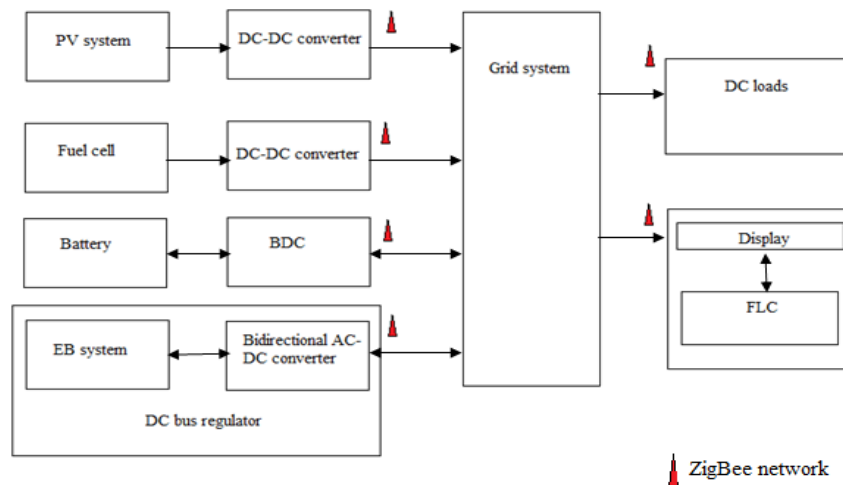 PV system
DC-DC converter
Grid system
DC loads
Fuel cell
DC-DC converter
Battery
BDC
Display
FLC
EB system
Bidirectional AC-
DC converter
DC bus regulator
ZigBee network